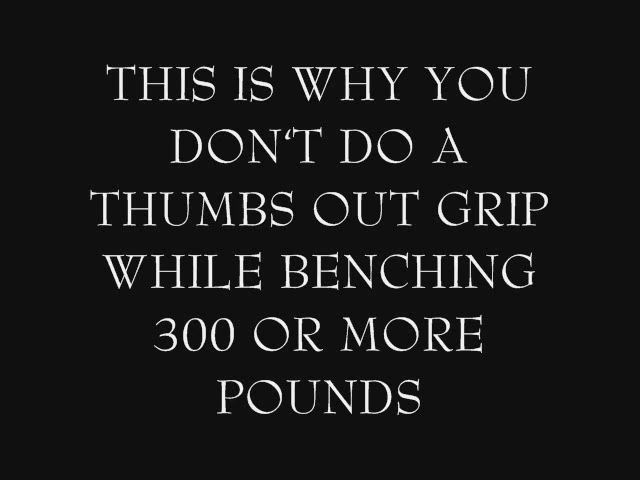 THIS IS WHY YOU
DON‘T DO A
THUMBS OUT GRIP
WHILE BENCHING
300 OR MORE
POUNDS